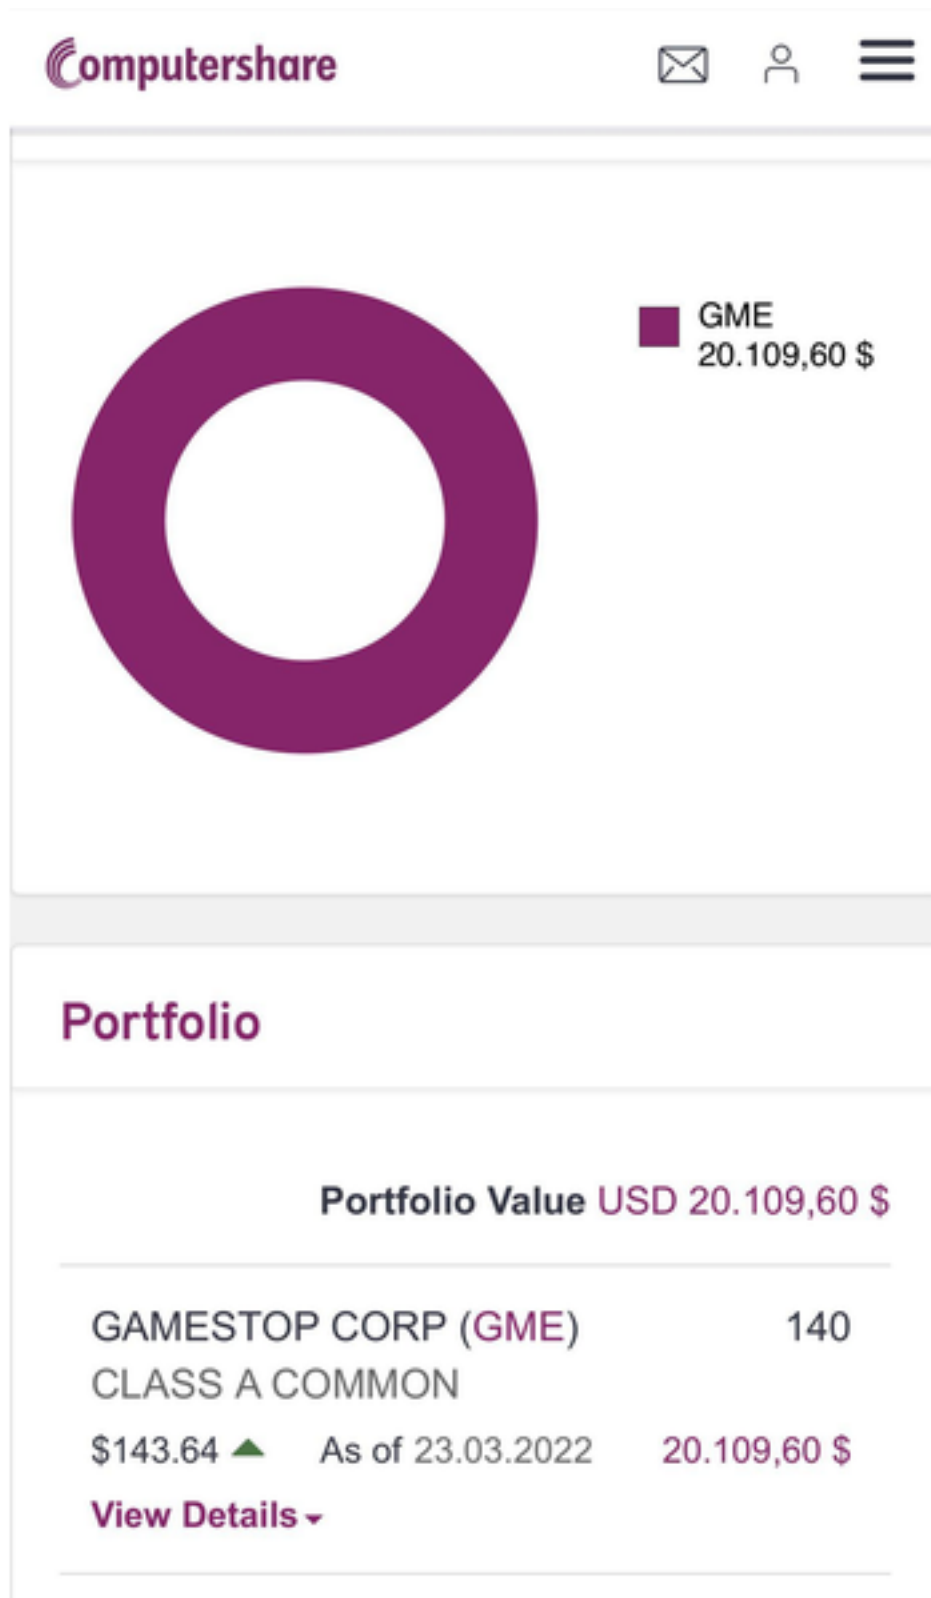 Computershare
GME
20.109,60 $
Portfolio
Portfolio Value USD 20.109,60 $
GAMESTOP CORP (GME) 140
CLASS A COMMON
$143.64 As of 23.03.2022 20.109,60 $
View Details